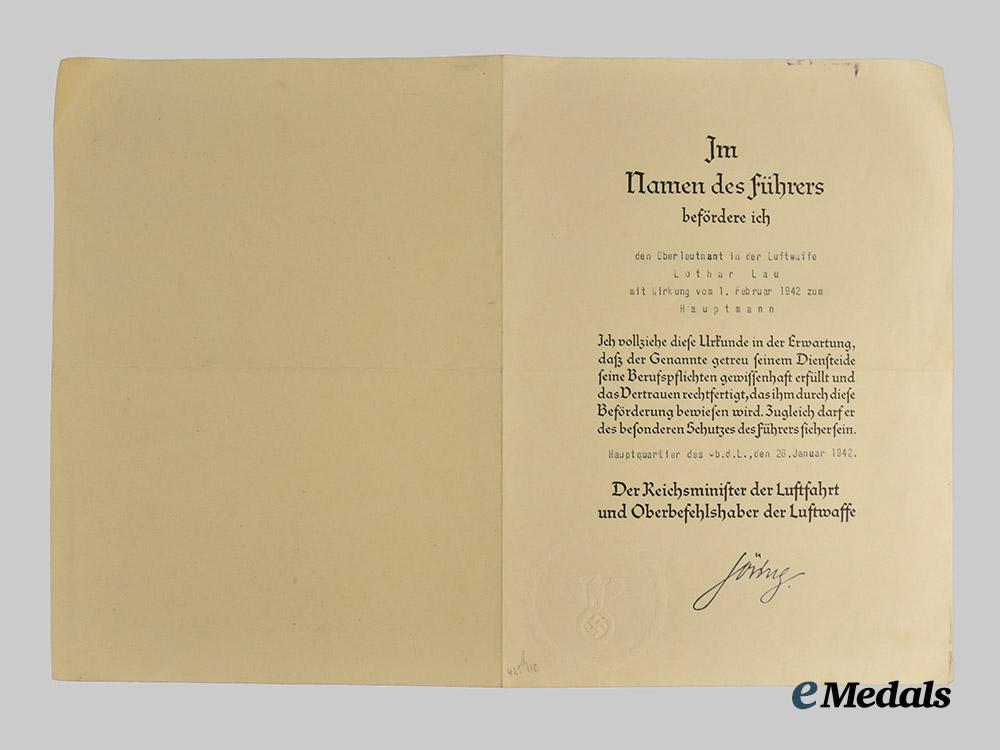 Im
Namen des Führers
befördere ich
den Oberleutnant in der Luftwaffe
Lothar Lau
mit Wirkung vom 1. Februar 1942 zum
Hauptmann
Ich vollziehe diese Urkunde in der Erwartung,
daß der Genannte getreu seinem Diensteide
seine Berufspflichten gewissenhaft erfüllt und
das Vertrauen rechtfertigt, das ihm durch diese
Beförderung bewiesen wird. Zugleich darf er
des besonderen Schutzes des Führers sicher sein.
Hauptquartier des Ob.d.L., den 28. Januar 1942.
Der Reichsminister der Luftfahrt
und Oberbefehlshaber der Luftwaffe
Göring.
eMedals